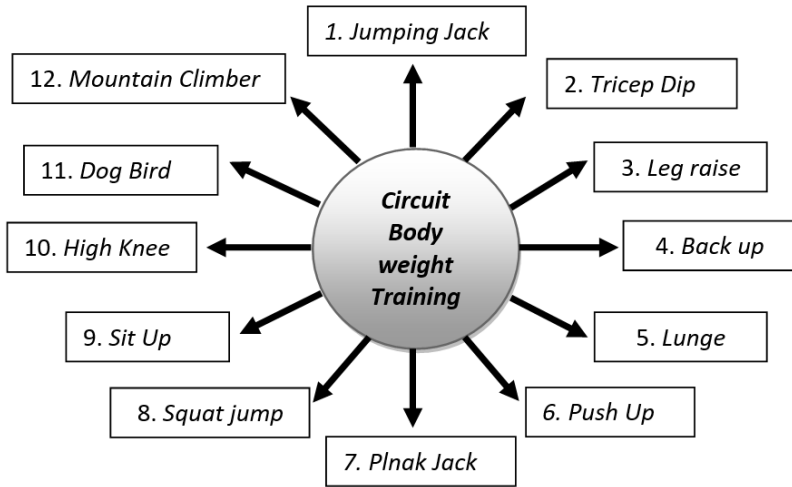 1. Jumping Jack
2. Tricep Dip
3. Leg raise
4. Back up
5. Lunge
6. Push Up
7. Plnak Jack
8. Squat jump
9. Sit Up
10. High Knee
11. Dog Bird
12. Mountain Climber
Circuit
Body
weight
Training